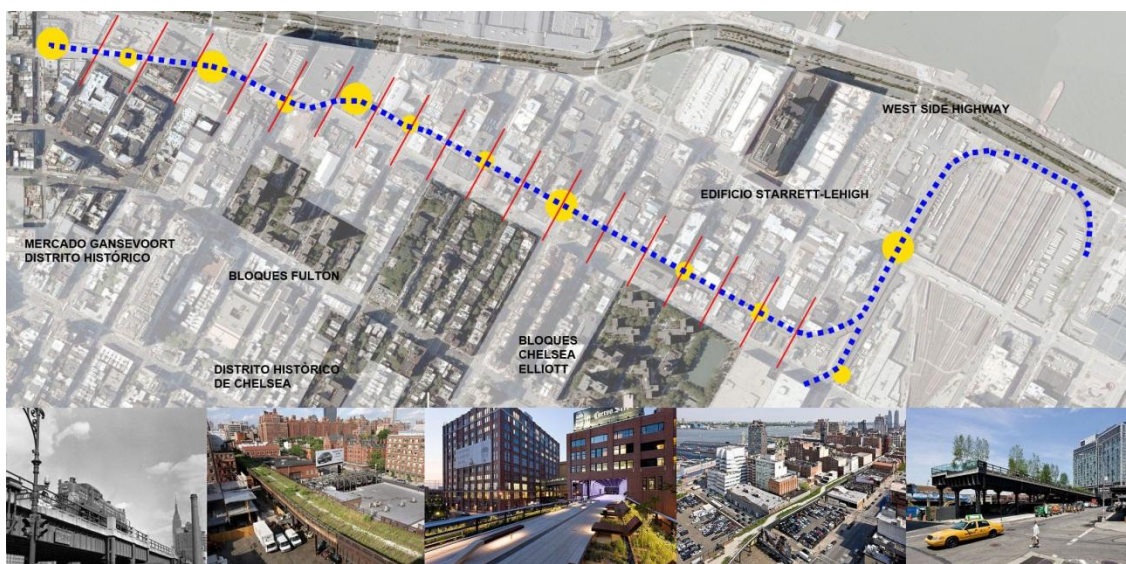 WEST SIDE HIGHWAY
EDIFICIO STARRETT-LEHIGH
MERCADO GANSEVOORT
DISTRITO HISTÓRICO
BLOQUES FULTON
BLOQUES
CHELSEA
ELLIOTT
DISTRITO HISTÓRICO
DE CHELSEA